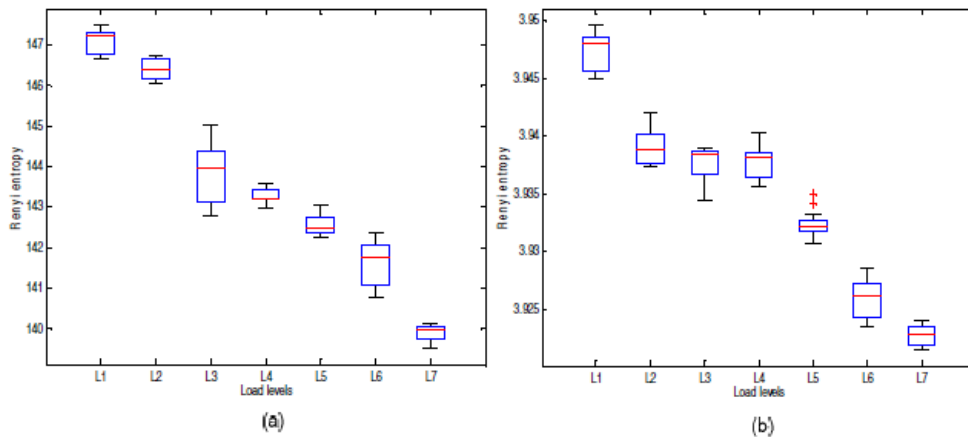 147
146
145
144
143
142
141
140
Renyi entropy
L1 L2 L3 L4 L5 L6 L7
Load levels
(a)
3.95
3.945
3.94
3.935
3.93
3.925
Renyi entropy
L1 L2 L3 L4 L5 L6 L7
Load levels
(b)